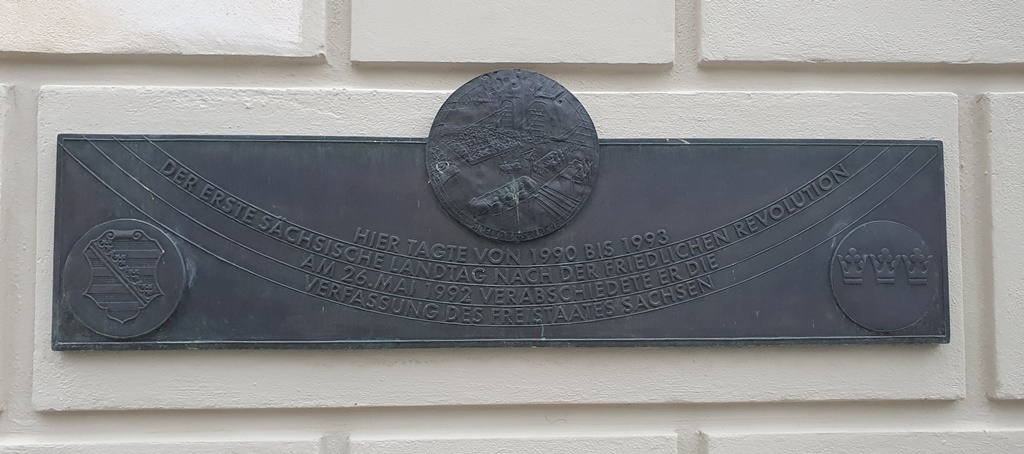 HIER TAGTE VON 1990 BIS 1993
DER ERSTE SÄCHSISCHE LANDTAG NACH DER FRIEDLICHEN REVOLUTION
AM 26. MAI 1992 VERABSCHIEDETE ER DIE
VERFASSUNG DES FREISTAATES SACHSEN